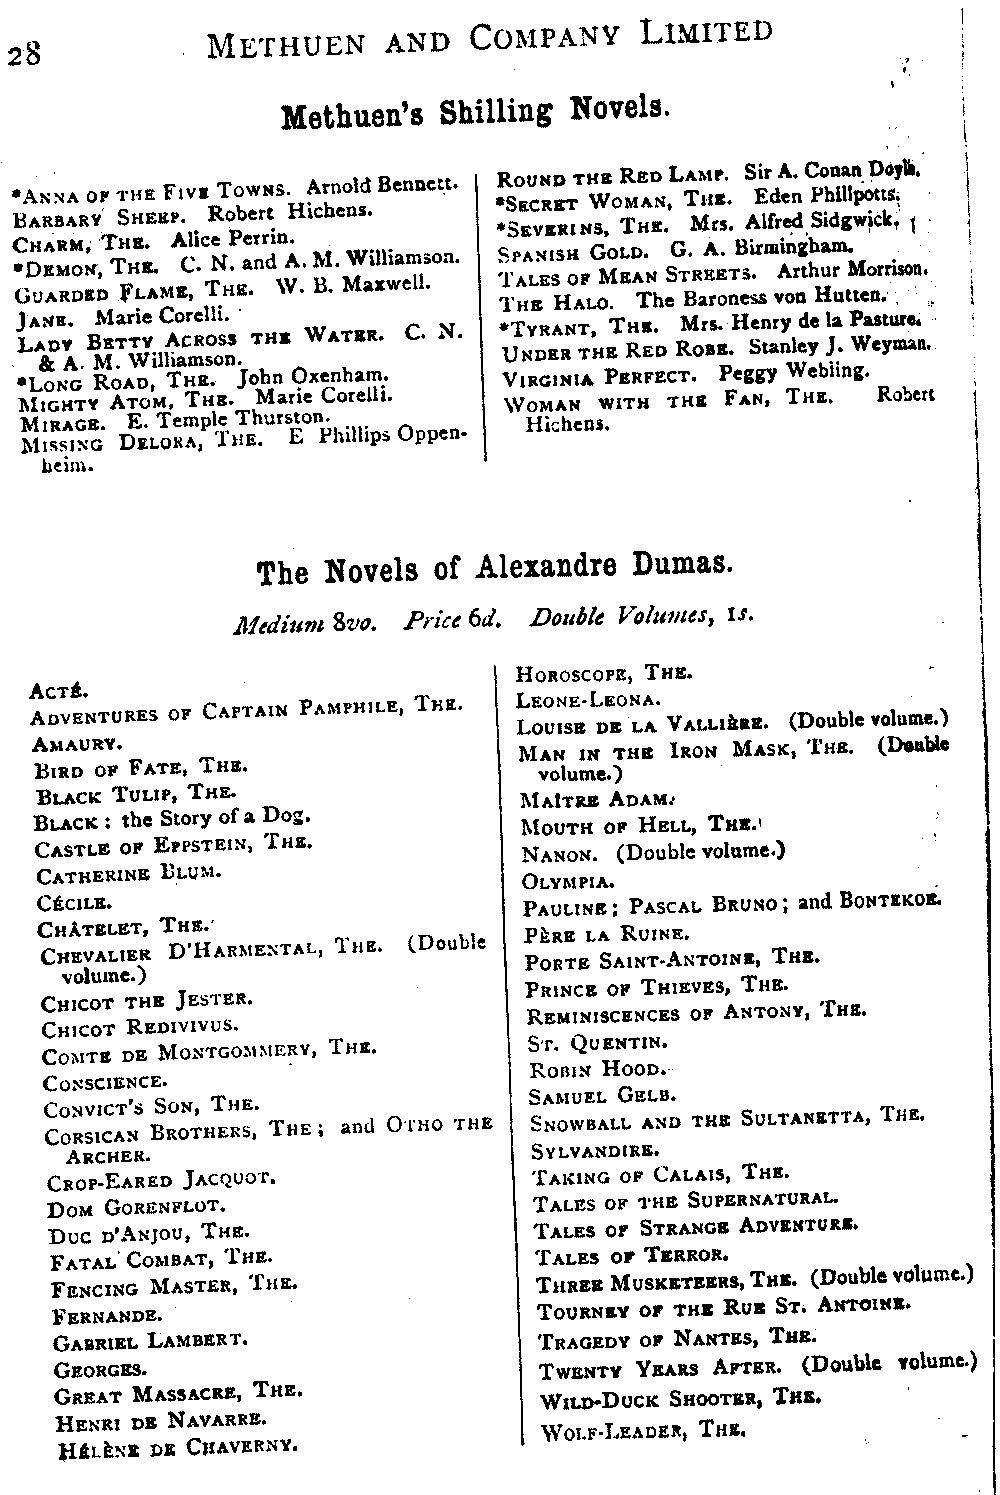 28 METHUEN AND COMPANY LIMITED
Methuen's Shilling Novels.
*ANNA OF THE FIVE TOWNS. Arnold Bennett.
BARBARY SHEEP. Robert Hichens.
CHARM, THE. Alice Perrin.
*DEMON, THE. C. N. and A. M. Williamson.
GUARDED FLAME, THE. W. B. Maxwell.
JANE. Marie Corelli.
LADY BETTY ACROSS THE WATER. C. N.
& A. M. Williamson.
*LONG ROAD, THE. John Oxenham.
MIGHTY ATOM, THE. Marie Corelli.
MIRAGE. E. Temple Thurston.
MISSING DELORA, THE. E Phillips Oppen-
heim.
ROUND THE RED LAMP. Sir A. Conan Doyle.
*SECRET WOMAN, THE. Eden Phillpotts.
*SEVERINS, THE. Mrs. Alfred Sidgwick.
SPANISH GOLD. G. A. Birmingham.
TALES OF MEAN STREETS. Arthur Morrison.
THE HALO. The Baroness von Hutten.
*TYRANT, THE. Mrs. Henry de la Pasture.
UNDER THE RED ROBE. Stanley J. Weyman.
VIRGINIA PERFECT. Peggy Webling.
WOMAN WITH THE FAN, THE. Robert
Hichens.
The Novels of Alexandre Dumas.
Medium 8vo. Price 6d. Double Volumes, 1s.
ACTÉ.
ADVENTURES OF CAPTAIN PAMPHILE, THE.
AMAURY.
BIRD OF FATE, THE.
BLACK TULIP, THE.
BLACK: the Story of a Dog.
CASTLE OF EPPSTEIN, THE.
CATHERINE BLUM.
CÉCILE.
CHÂTELET, THE.
CHEVALIER D'HARMENTAL, THE. (Double
volume.)
CHICOT THE JESTER.
CHICOT REDIVIVUS.
COMTE DE MONTGOMMERY, THE.
CONSCIENCE.
CONVICT'S SON, THE.
CORSICAN BROTHERS, THE; and OTHO THE
ARCHER.
CROP-EARED JACQUOT.
DOM GORENFLOT.
DUC D'ANJOU, THE.
FATAL COMBAT, THE.
FENCING MASTER, THE.
FERNANDE.
GABRIEL LAMBERT.
GEORGES.
GREAT MASSACRE, THE.
HENRI DE NAVARRE.
HÉLÈNE DE CHAVERNY.
HOROSCOPE, THE.
LEONE-LEONA.
LOUISE DE LA VALLIÈRE. (Double volume.)
MAN IN THE IRON MASK, THE. (Double
volume.)
MAÎTRE ADAM.
MOUTH OF HELL, THE.
NANON. (Double volume.)
OLYMPIA.
PAULINE; PASCAL BRUNO; and BONTEKOE.
PÈRE LA RUINE.
PORTE SAINT-ANTOINE, THE.
PRINCE OF THIEVES, THE.
REMINISCENCES OF ANTONY, THE.
ST. QUENTIN.
ROBIN HOOD.
SAMUEL GELB.
SNOWBALL AND THE SULTANETTA, THE.
SYLVANDIRE.
TAKING OF CALAIS, THE.
TALES OF THE SUPERNATURAL.
TALES OF STRANGE ADVENTURE.
TALES OF TERROR.
THREE MUSKETEERS, THE. (Double volume.)
TOURNEY OF THE RUE ST. ANTOINE.
TRAGEDY OF NANTES, THE.
TWENTY YEARS AFTER. (Double volume.)
WILD-DUCK SHOOTER, THE.
WOLF-LEADER, THE.